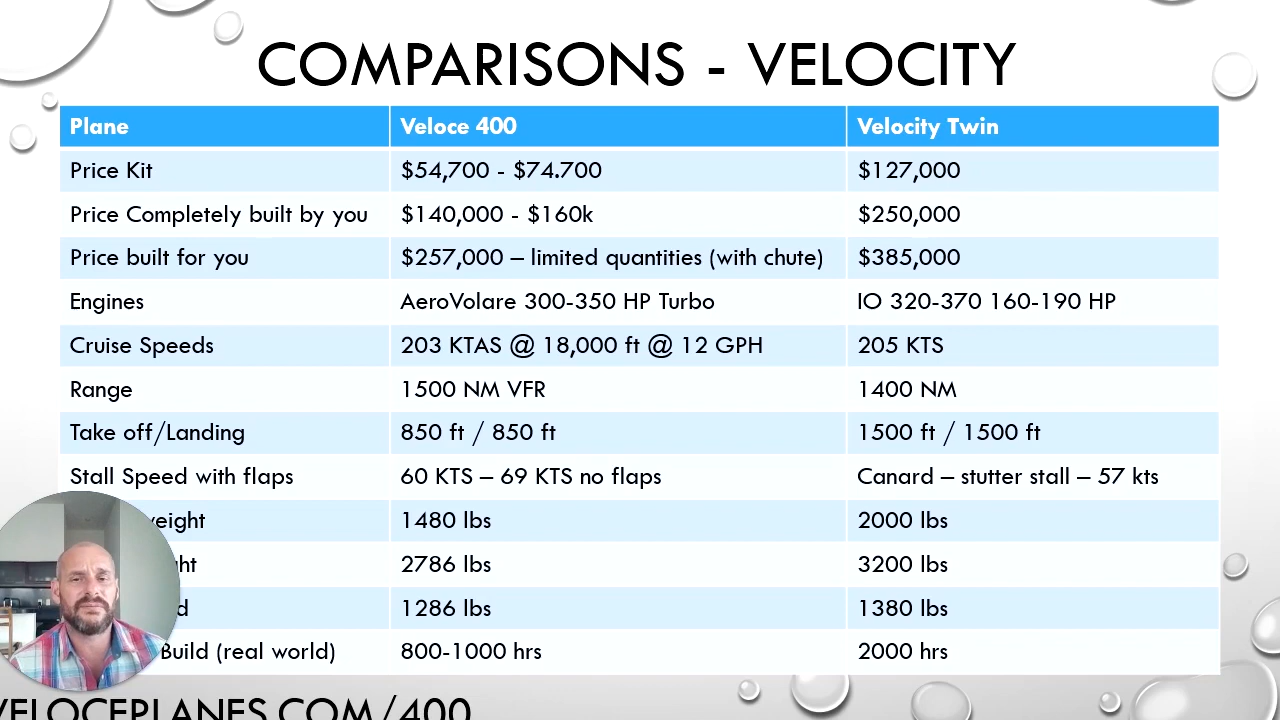 COMPARISONS - VELOCITY
Plane Veloce 400 Velocity Twin
Price Kit $54,700 - $74.700 $127,000
Price Completely built by you $140,000 - $160k $250,000
Price built for you $257,000 – limited quantities (with chute) $385,000
Engines AeroVolare 300-350 HP Turbo IO 320-370 160-190 HP
Cruise Speeds 203 KTAS @ 18,000 ft @ 12 GPH 205 KTS
Range 1500 NM VFR 1400 NM
Take off/Landing 850 ft / 850 ft 1500 ft / 1500 ft
Stall Speed with flaps 60 KTS – 69 KTS no flaps Canard – stutter stall – 57 kts
1480 lbs 2000 lbs
2786 lbs 3200 lbs
1286 lbs 1380 lbs
Build (real world) 800-1000 hrs 2000 hrs
VELOCEPLANES.COM/400